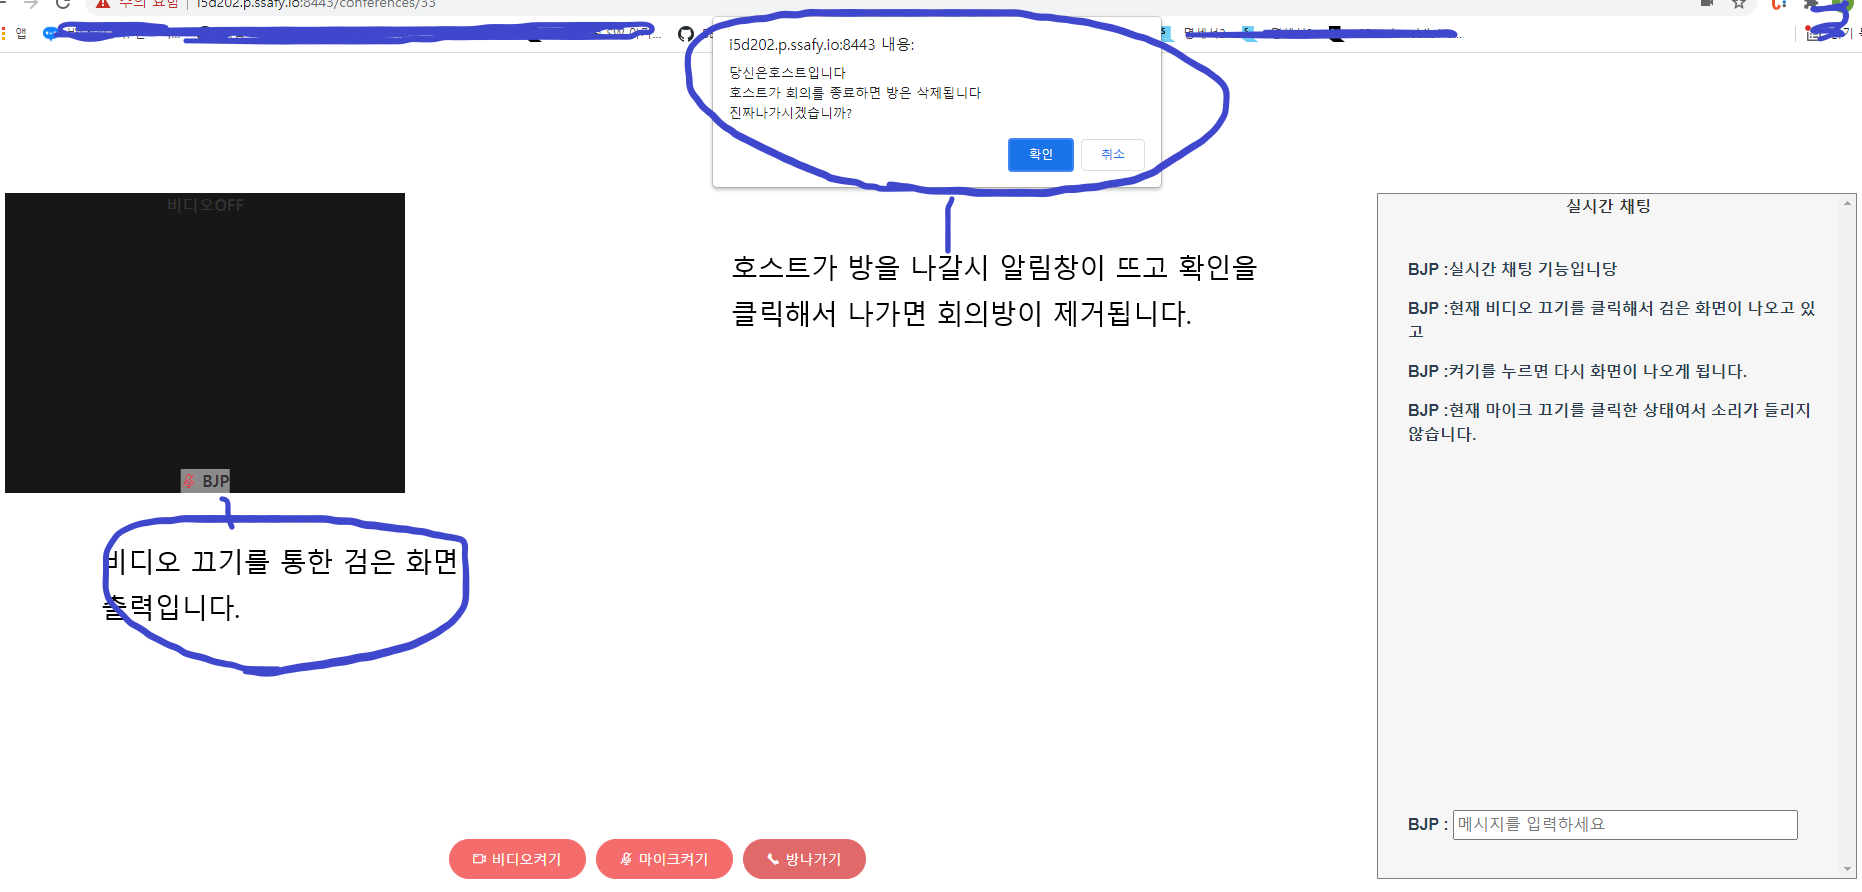 주의 요함 | i5d202.p.ssafy.io:8443/conferences/33
앱
i5d202.p.ssafy.io:8443 내용:
당신은호스트입니다
호스트가 회의를 종료하면 방은 삭제됩니다
진짜나가시겠습니까?
확인 취소
비디오OFF
호스트가 방을 나갈시 알림창이 뜨고 확인을
클릭해서 나가면 회의방이 제거됩니다.
BJP
비디오 끄기를 통한 검은 화면
출력입니다.
실시간 채팅
BJP :실시간 채팅 기능입니당
BJP :현재 비디오 끄기를 클릭해서 검은 화면이 나오고 있
고
BJP :켜기를 누르면 다시 화면이 나오게 됩니다.
BJP :현재 마이크 끄기를 클릭한 상태여서 소리가 들리지
않습니다.
BJP : 메시지를 입력하세요
비디오켜기 마이크켜기 방나가기